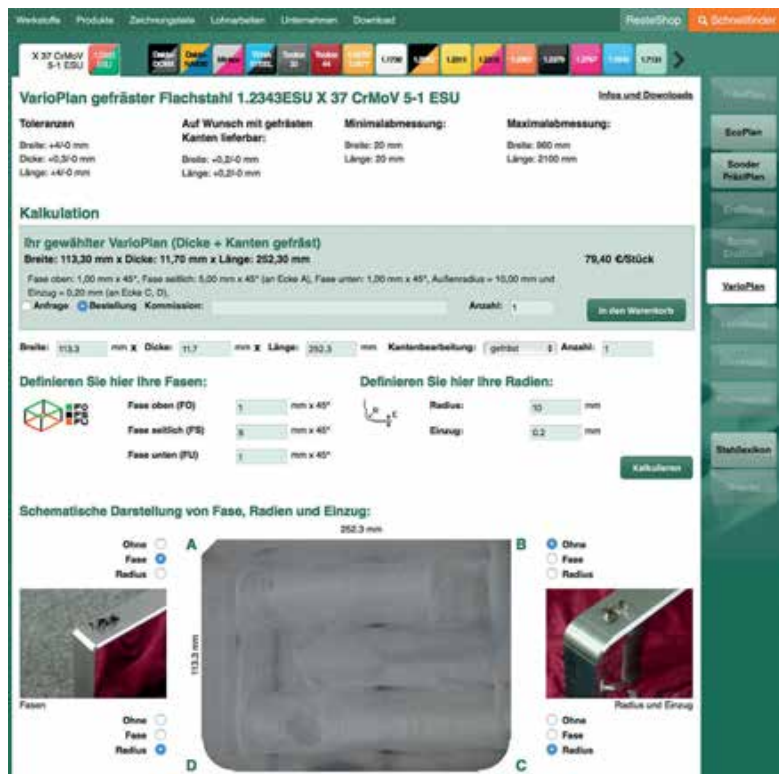 Werkstoffe Produkte Zeichnungsteile Lohnarbeiten Unternehmen Download ResteShop Schnellfinder
X 37 CrMoV
5-1 ESU
1.2343
ESU
VarioPlan gefräster Flachstahl 1.2343ESU X 37 CrMoV 5-1 ESU Infos und Downloads
Toleranzen
Breite: +4/-0 mm
Dicke: +0,3/-0 mm
Länge: +4/-0 mm
Auf Wunsch mit gefrästen
Kanten lieferbar:
Breite: +0,2/-0 mm
Länge: +0,2/-0 mm
Minimalabmessung:
Breite: 20 mm
Länge: 20 mm
Maximalabmessung:
Breite: 960 mm
Länge: 2100 mm
EcoPlan
Sonder
PräziPlan
VarioPlan
Stahllexikon
Kalkulation
Ihr gewählter VarioPlan (Dicke + Kanten gefräst)
Breite: 113,30 mm x Dicke: 11,70 mm x Länge: 252,30 mm 79,40 €/Stück
Fase oben: 1,00 mm x 45°, Fase seitlich: 5,00 mm x 45° (an Ecke A), Fase unten: 1,00 mm x 45°, Außenradius = 10,00 mm und
Einzug = 0,20 mm (an Ecke C, D),
Anfrage Bestellung Kommission: Anzahl: 1 In den Warenkorb
Breite: 113.3 mm x Dicke: 11.7 mm x Länge: 252.3 mm Kantenbearbeitung: gefräst Anzahl: 1
Definieren Sie hier Ihre Fasen:
FO
FS
FU
Fase oben (FO) 1 mm x 45°
Fase seitlich (FS) 5 mm x 45°
Fase unten (FU) 1 mm x 45°
Definieren Sie hier Ihre Radien:
R E
Radius: 10 mm
Einzug: 0.2 mm
Kalkulieren
Schematische Darstellung von Fase, Radien und Einzug:
252.3 mm
Ohne
Fase
Radius
A
B
Ohne
Fase
Radius
113.3 mm
Fasen
Radius und Einzug
Ohne
Fase
Radius
D
C
Ohne
Fase
Radius